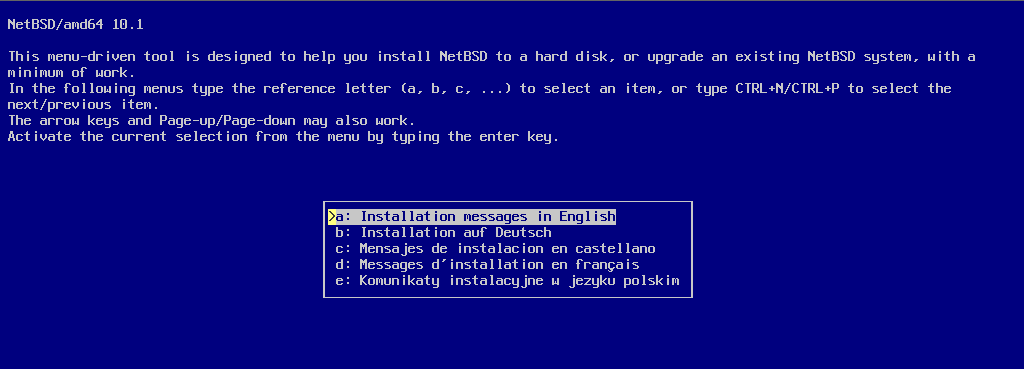 NetBSD/amd64 10.1
This menu-driven tool is designed to help you install NetBSD to a hard disk, or upgrade an existing NetBSD system, with a
minimum of work.
In the following menus type the reference letter (a, b, c, ...) to select an item, or type CTRL+N/CTRL+P to select the
next/previous item.
The arrow keys and Page-up/Page-down may also work.
Activate the current selection from the menu by typing the enter key.
>a: Installation messages in English
b: Installation auf Deutsch
c: Mensajes de instalacion en castellano
d: Messages d'installation en français
e: Komunikaty instalacyjne w jezyku polskim